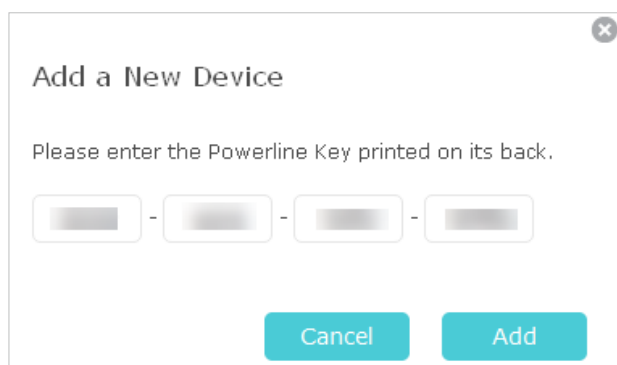 Add a New Device
Please enter the Powerline Key printed on its back.
- - -
Cancel Add